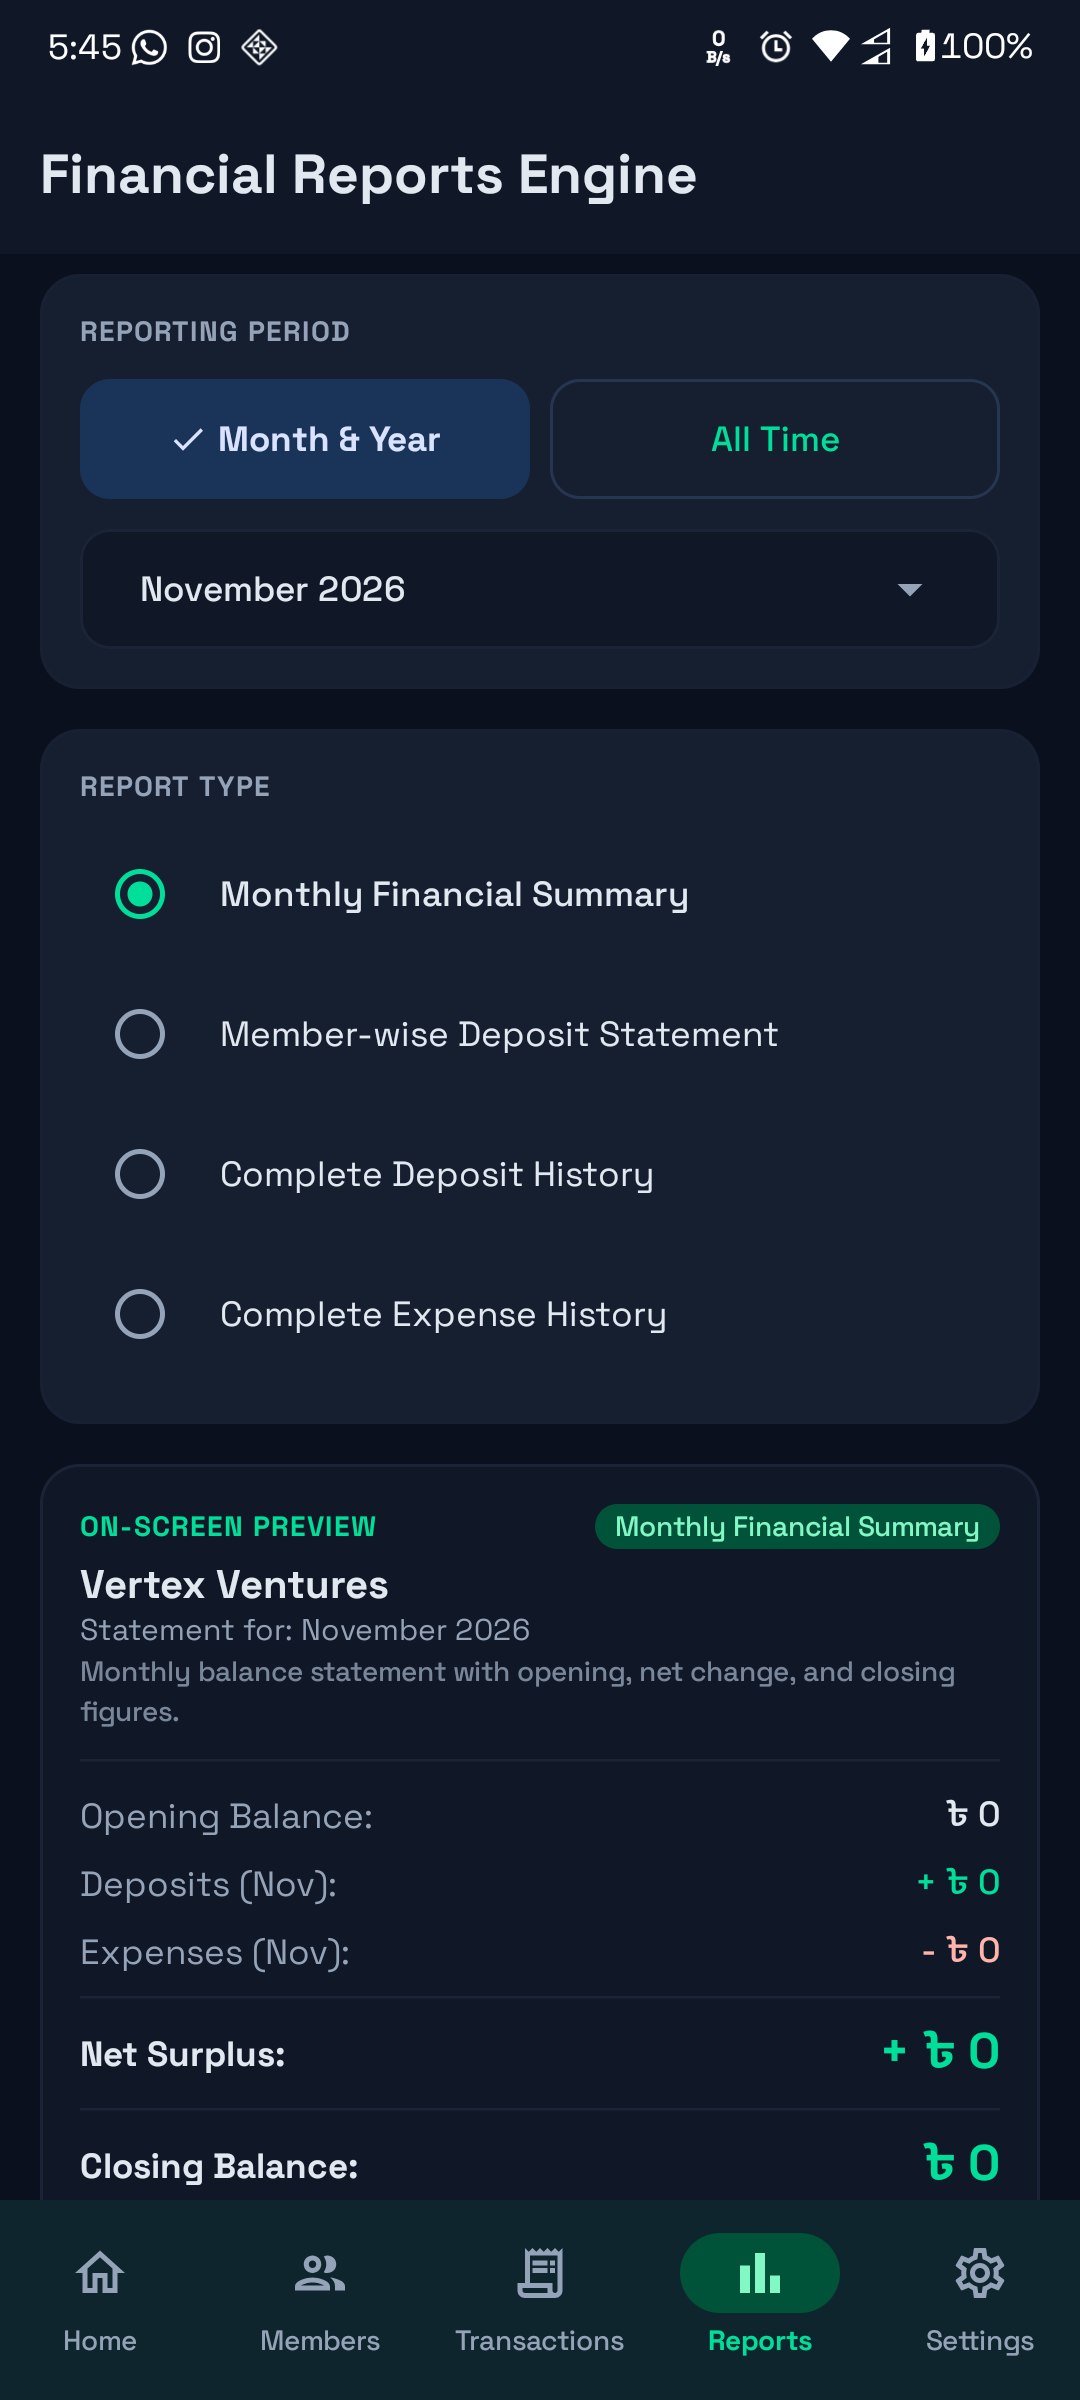 5:45
0
B/s
100%
Financial Reports Engine
REPORTING PERIOD
Month & Year
All Time
November 2026
REPORT TYPE
Monthly Financial Summary
Member-wise Deposit Statement
Complete Deposit History
Complete Expense History
ON-SCREEN PREVIEW
Monthly Financial Summary
Vertex Ventures
Statement for: November 2026
Monthly balance statement with opening, net change, and closing
figures.
Opening Balance: ৳ 0
Deposits (Nov): + ৳ 0
Expenses (Nov): - ৳ 0
Net Surplus: + ৳ 0
Closing Balance: ৳ 0
Home
Members
Transactions
Reports
Settings